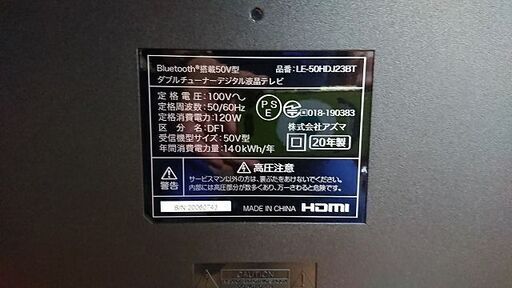 Bluetooth®搭載50V型 品番:LE-50HDJ23BT
ダブルチューナーデジタル液晶テレビ
定格電圧:100V～
定格周波数:50/60Hz
定格消費電力:120W
区分名:DF1
受信機型サイズ:50V型
年間消費電力量:140kWh/年
PSE
018-190383
株式会社アズマ
20年製
警告
高圧注意
サービスマン以外の方は、裏ぶたをあけないでください。
内部には高圧部分が数多くあり、万一さわると危険です。
B/N 20060743
MADE IN CHINA HDMI
CAUTION